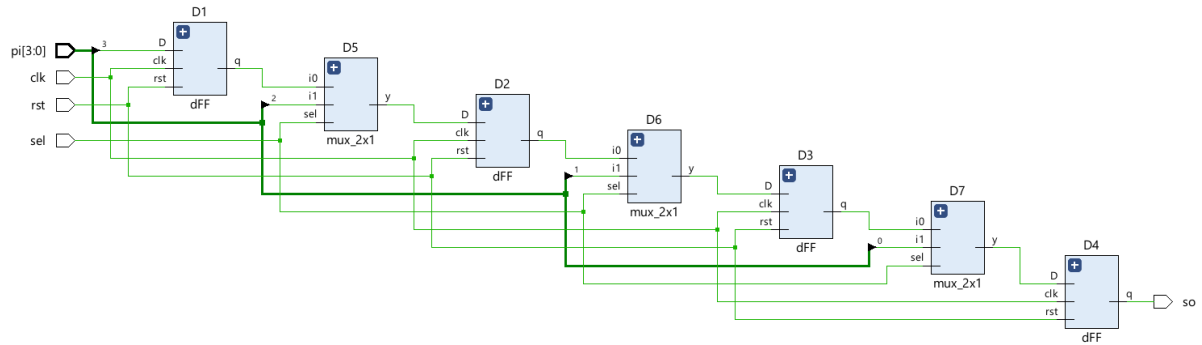 D1
pi[3:0]
3
D
clk
clk
q
rst
rst
dFF
sel
D5
i0
2
i1
y
sel
mux_2x1
D2
D
clk
q
rst
dFF
D6
i0
1
i1
y
sel
mux_2x1
D3
D
clk
q
rst
dFF
D7
i0
0
i1
y
sel
mux_2x1
D4
D
clk
q
rst
dFF
so